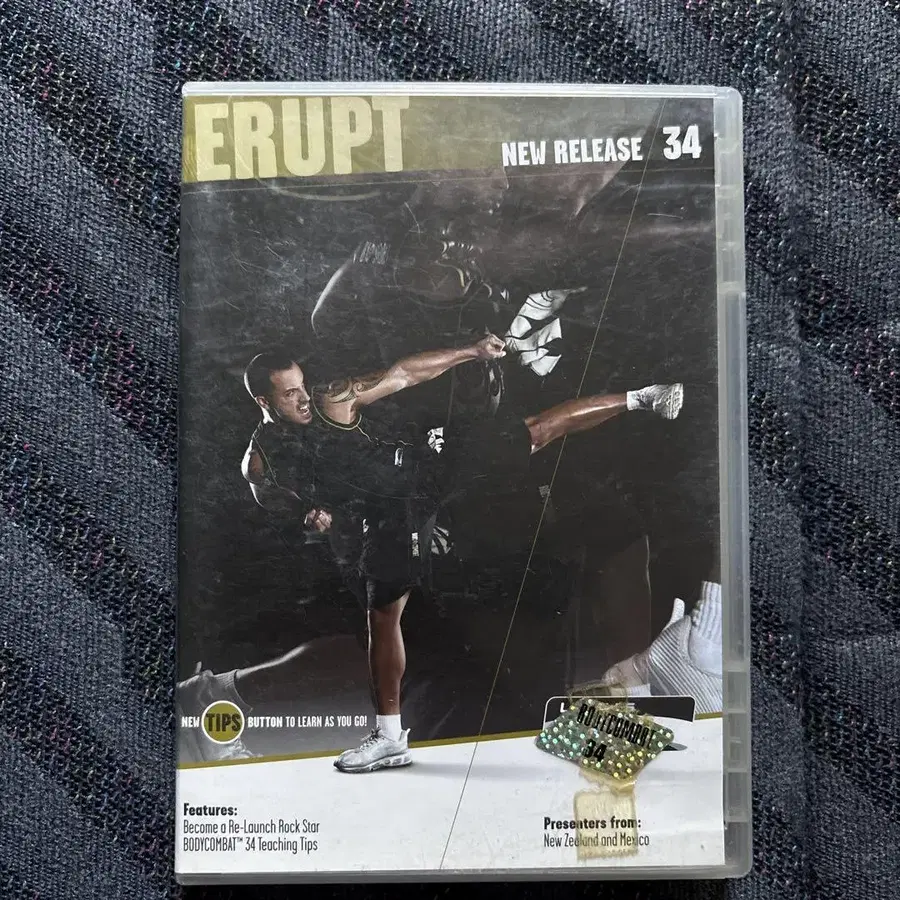 ERUPT
NEW RELEASE 34
NEW TIPS BUTTON TO LEARN AS YOU GO!
BODYCOMBAT
34
Features:
Become a Re-Launch Rock Star
BODYCOMBAT™ 34 Teaching Tips
Presenters from:
New Zealand and Mexico